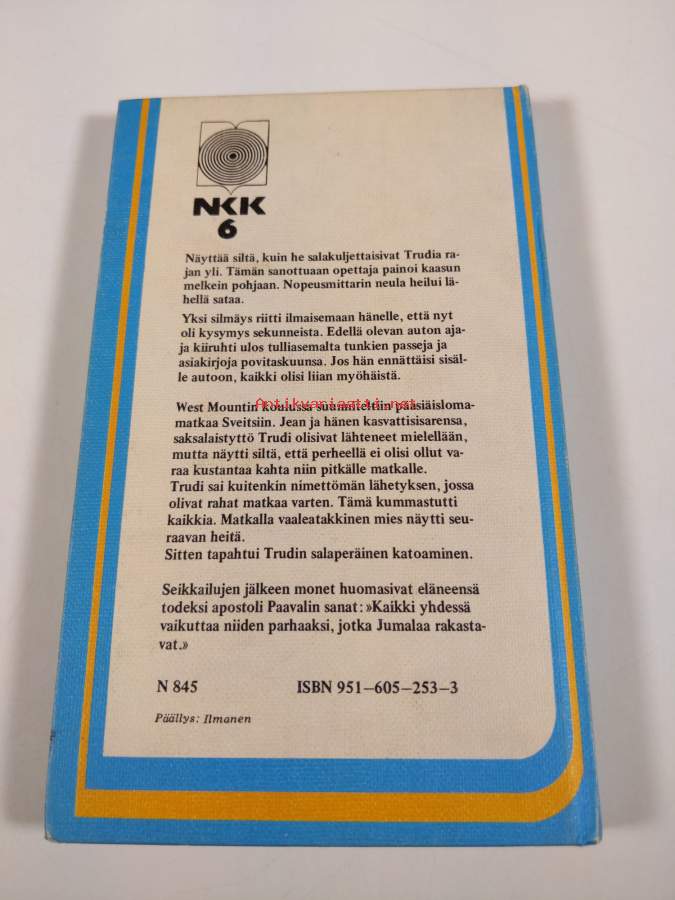 NKK
6
Näyttää siltä, kuin he salakuljettaisivat Trudia ra-
jan yli. Tämän sanottuaan opettaja painoi kaasun
melkein pohjaan. Nopeusmittarin neula heilui lä-
hellä sataa.
Yksi silmäys riitti ilmaisemaan hänelle, että nyt
oli kysymys sekunneista. Edellä olevan auton aja-
ja kiiruhti ulos tulliasemalta tunkien passeja ja
asiakirjoja povitaskuunsa. Jos hän ennättäisi sisäl-
le autoon, kaikki olisi liian myöhäistä.
Antikvariaatti.net
West Mountin koulussa suunniteltiin pääsiäisloma-
matkaa Sveitsiin. Jean ja hänen kasvattisisarensa,
saksalaistyttö Trudi olisivat lähteneet mielellään,
mutta näytti siltä, että perheellä ei olisi ollut va-
raa kustantaa kahta niin pitkälle matkalle.
Trudi sai kuitenkin nimettömän lähetyksen, jossa
olivat rahat matkaa varten. Tämä kummastutti
kaikkia. Matkalla vaaleatakkinen mies näytti seu-
raavan heitä.
Sitten tapahtui Trudin salaperäinen katoaminen.
Seikkailujen jälkeen monet huomasivat eläneensä
todeksi apostoli Paavalin sanat: »Kaikki yhdessä
vaikuttaa niiden parhaaksi, jotka Jumalaa rakasta-
vat.»
N 845 ISBN 951–605–253–3
Päällys: Ilmanen